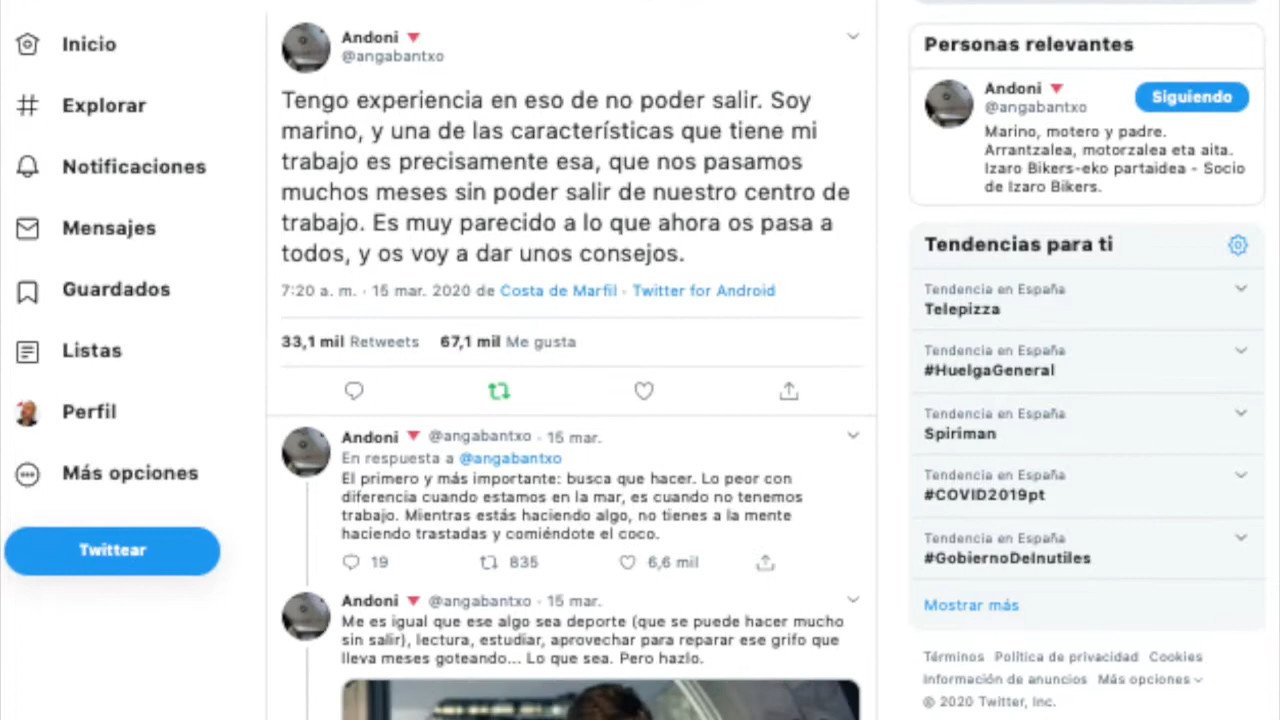 Inicio
Explorar
Notificaciones
Mensajes
Guardados
Listas
Perfil
Más opciones
Twittear
Andoni
@angabantxo
Tengo experiencia en eso de no poder salir. Soy
marino, y una de las características que tiene mi
trabajo es precisamente esa, que nos pasamos
muchos meses sin poder salir de nuestro centro de
trabajo. Es muy parecido a lo que ahora os pasa a
todos, y os voy a dar unos consejos.
7:20 a. m. · 15 mar. 2020 de Costa de Marfil · Twitter for Android
33,1 mil Retweets 67,1 mil Me gusta
Andoni @angabantxo · 15 mar.
En respuesta a @angabantxo
El primero y más importante: busca que hacer. Lo peor con
diferencia cuando estamos en la mar, es cuando no tenemos
trabajo. Mientras estás haciendo algo, no tienes a la mente
haciendo trastadas y comiéndote el coco.
19 835 6,6 mil
Andoni @angabantxo · 15 mar.
Me es igual que ese algo sea deporte (que se puede hacer mucho
sin salir), lectura, estudiar, aprovechar para reparar ese grifo que
lleva meses goteando... Lo que sea. Pero hazlo.
Personas relevantes
Andoni
@angabantxo
Siguiendo
Marino, motero y padre.
Arrantzalea, motorzalea eta aita.
Izaro Bikers-eko partaidea - Socio
de Izaro Bikers.
Tendencias para ti
Tendencia en España
Telepizza
Tendencia en España
#HuelgaGeneral
Tendencia en España
Spiriman
Tendencia en España
#COVID2019pt
Tendencia en España
#GobiernoDeInutiles
Mostrar más
Términos Política de privacidad Cookies
Información de anuncios Más opciones
© 2020 Twitter, Inc.